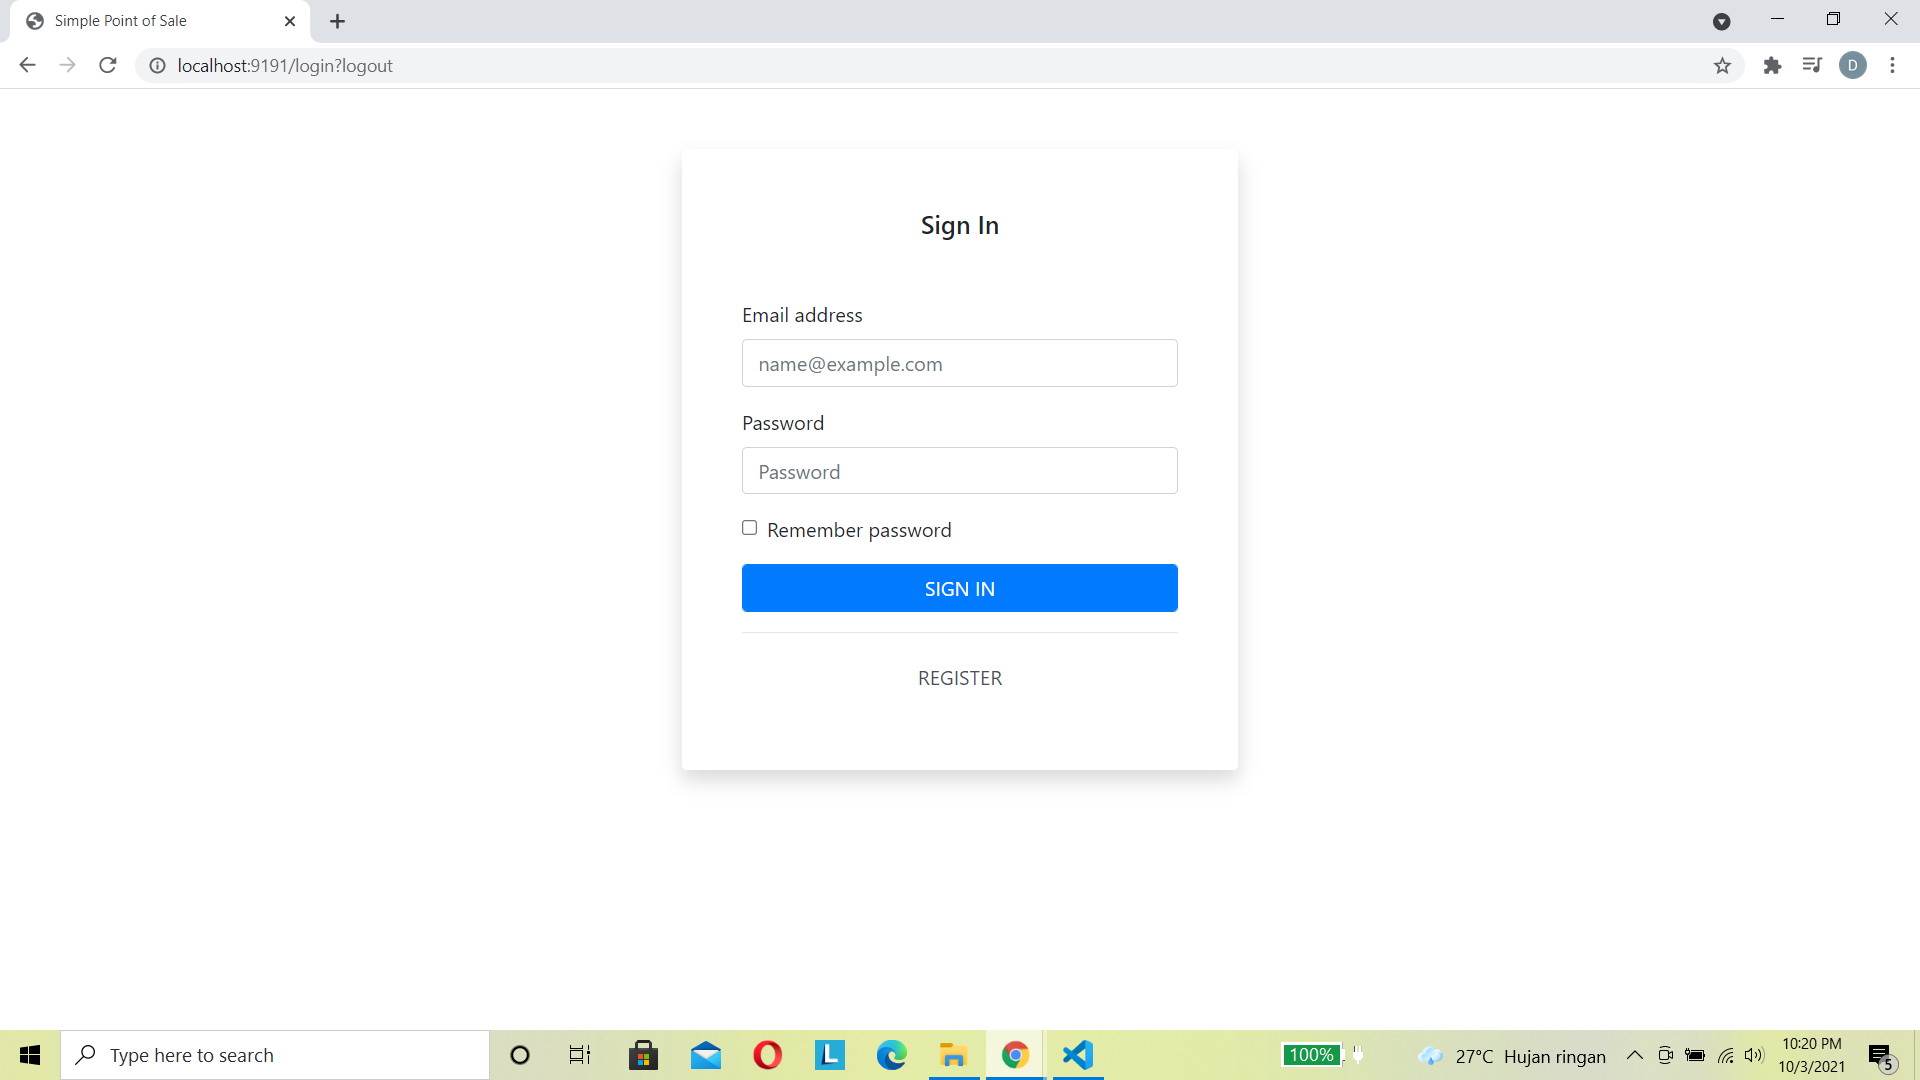 Simple Point of Sale
localhost:9191/login?logout
D
Sign In
Email address
name@example.com
Password
Password
Remember password
SIGN IN
REGISTER
Type here to search
L
100%
27°C Hujan ringan
10:20 PM
10/3/2021
5